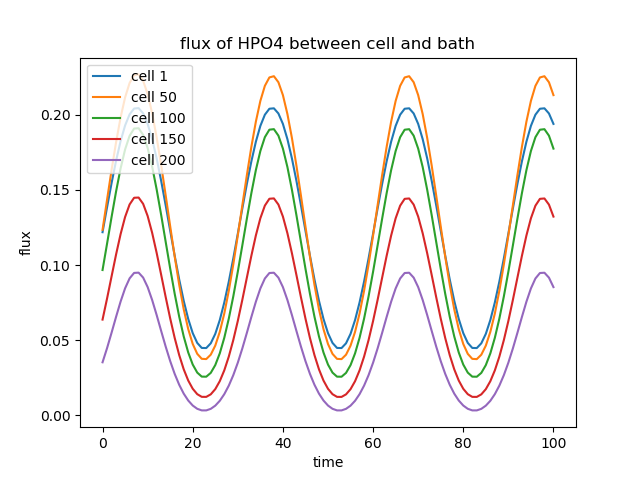 flux of HPO4 between cell and bath
cell 1
cell 50
cell 100
cell 150
cell 200
0.20
0.15
0.10
0.05
0.00
flux
0 20 40 60 80 100
time